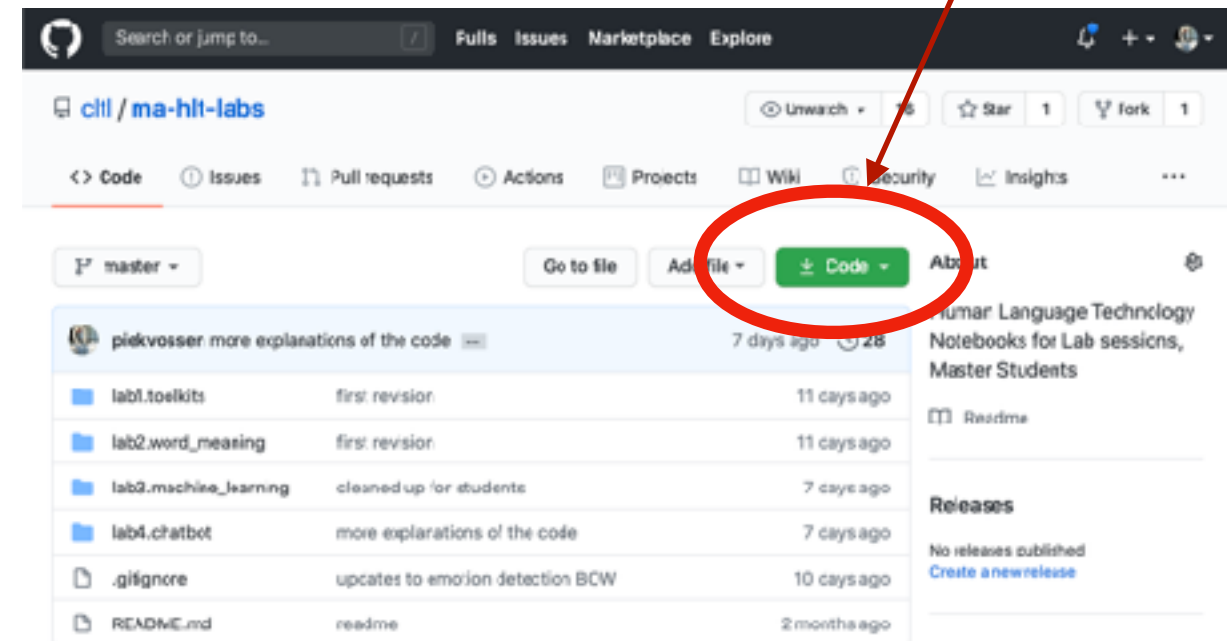 Search or jump to... / Pulls Issues Marketplace Explore
cltl / ma-hlt-labs Unwatch Star 1 Fork 1
Code Issues Pull requests Actions Projects Wiki Security Insights ...
master Go to file Add file Code About
Human Language Technology
piekvossen more explanations of the code ... 7 days ago 28 Notebooks for Lab sessions,
Master Students
lab1.toolkits first revision 11 days ago
Readme
lab2.word_meaning first revision 11 days ago
lab3.machine_learning cleaned up for students 7 days ago
Releases
lab4.chatbot more explanations of the code 7 days ago
No releases published
.gitignore updates to emotion detection BCW 10 days ago Create a new release
README.md readme 2 months ago